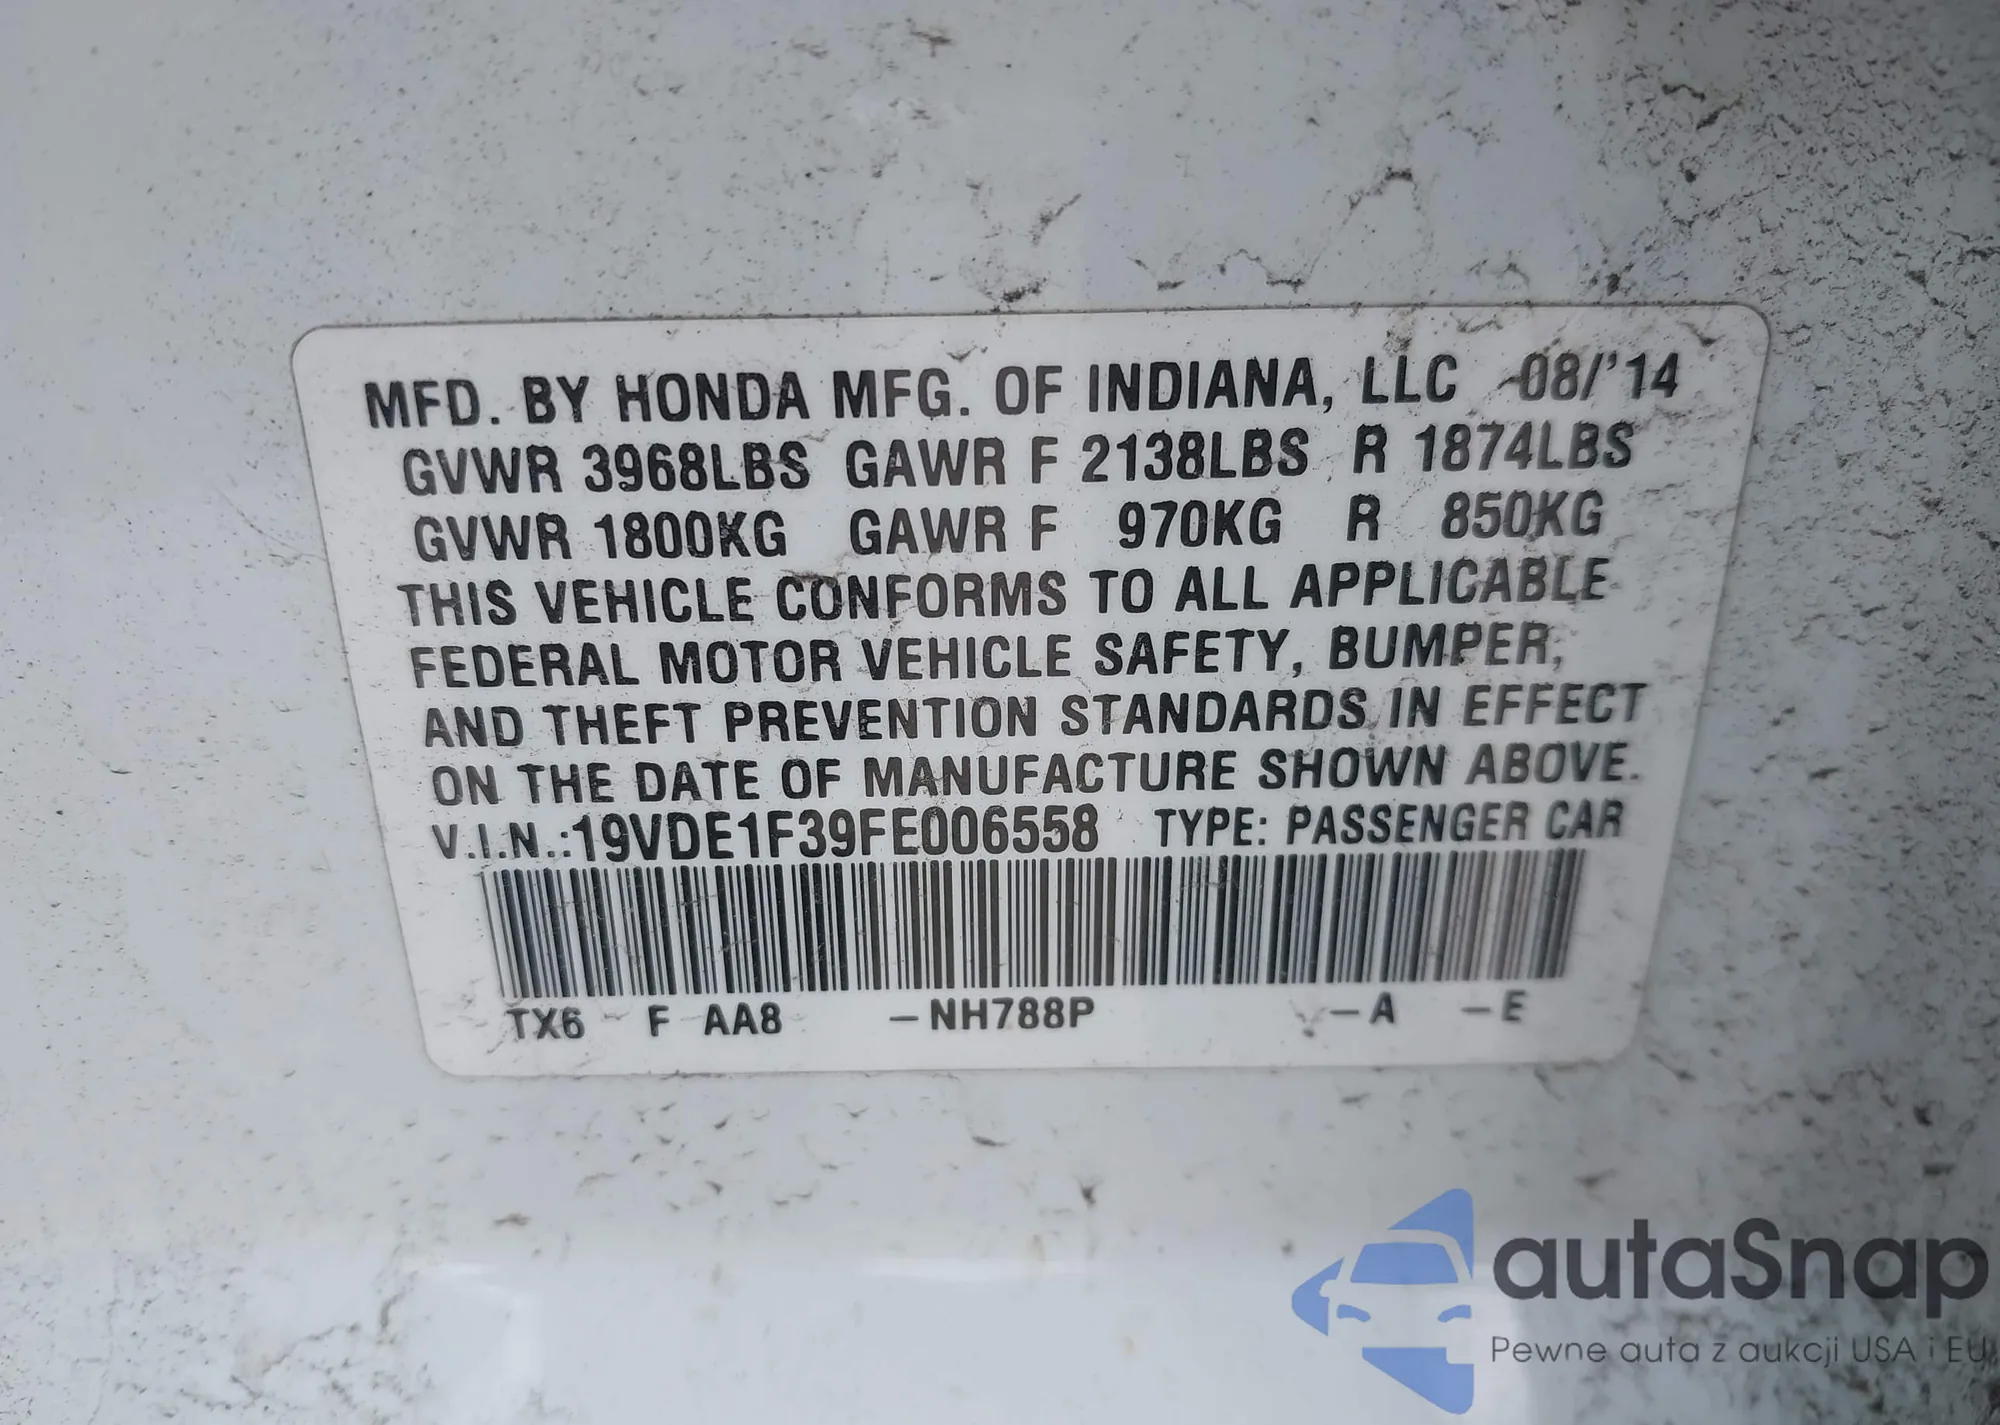 MFD. BY HONDA MFG. OF INDIANA, LLC 08/'14
GVWR 3968LBS GAWR F 2138LBS R 1874LBS
GVWR 1800KG GAWR F 970KG R 850KG
THIS VEHICLE CONFORMS TO ALL APPLICABLE
FEDERAL MOTOR VEHICLE SAFETY, BUMPER,
AND THEFT PREVENTION STANDARDS IN EFFECT
ON THE DATE OF MANUFACTURE SHOWN ABOVE.
V.I.N.:19VDE1F39FE006558 TYPE: PASSENGER CAR
TX6 F AA8 -NH788P -A -E
autaSnap
Pewne auta z aukcji USA i EU